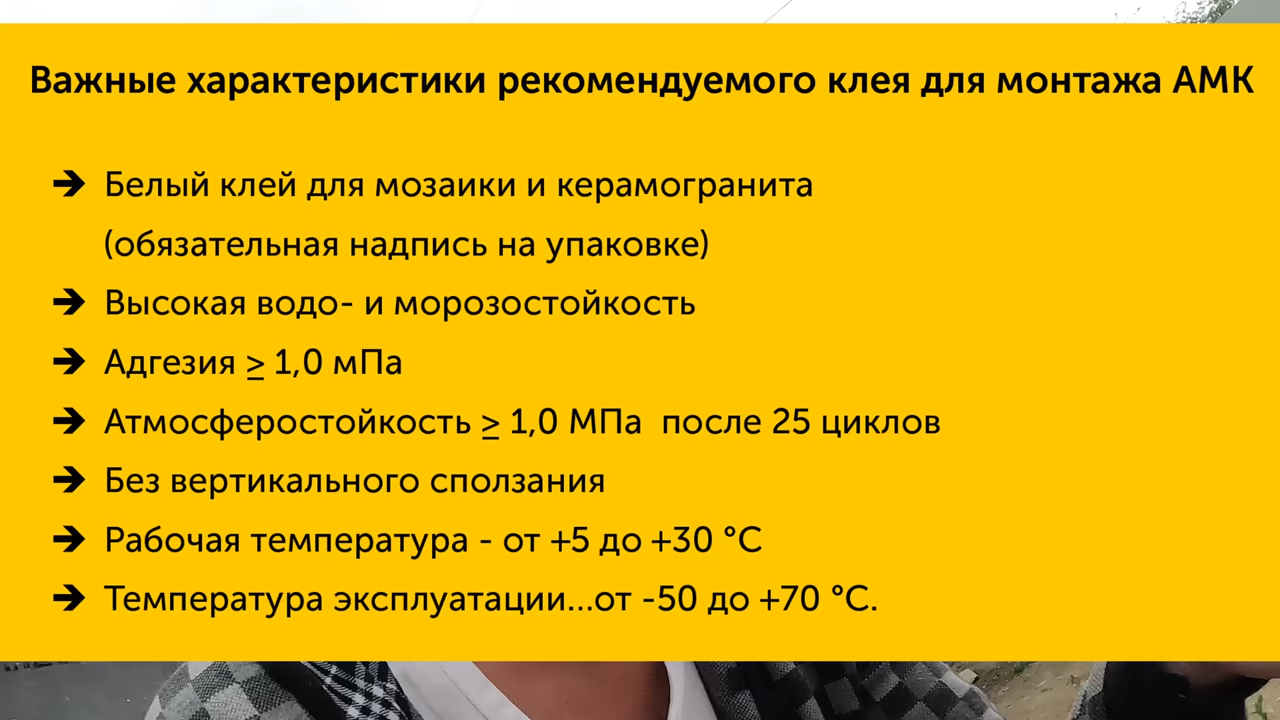 Важные характеристики рекомендуемого клея для монтажа АМК
➔ Белый клей для мозаики и керамогранита
(обязательная надпись на упаковке)
➔ Высокая водо- и морозостойкость
➔ Адгезия ≥ 1,0 мПа
➔ Атмосферостойкость ≥ 1,0 МПа после 25 циклов
➔ Без вертикального сползания
➔ Рабочая температура - от +5 до +30 °C
➔ Температура эксплуатации...от -50 до +70 °C.